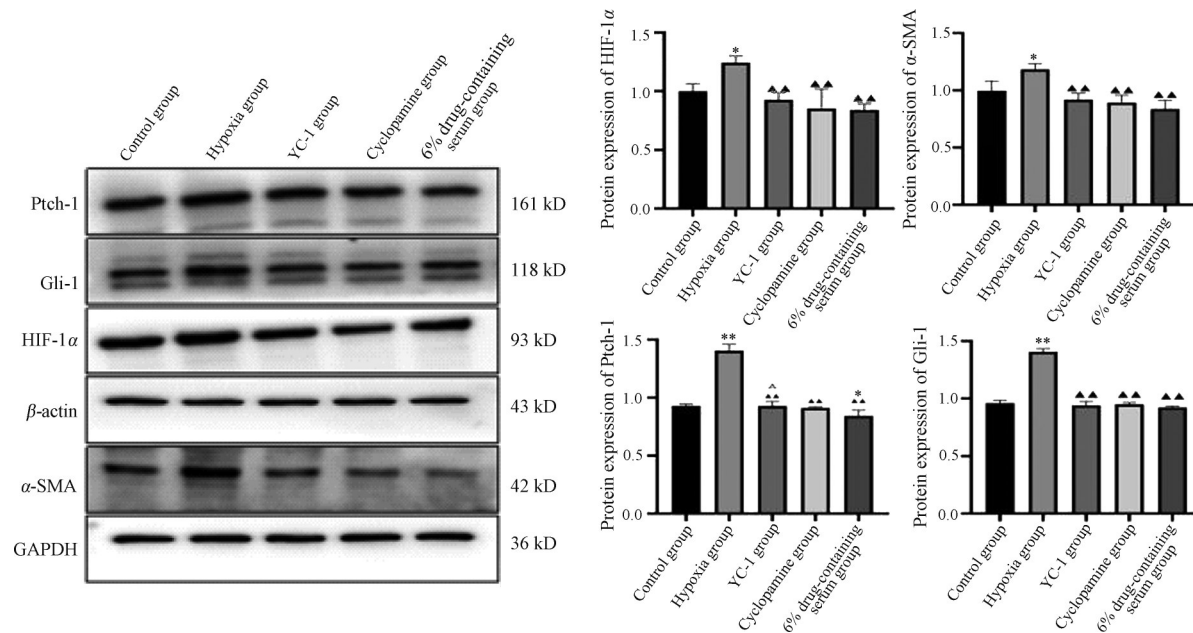 Control group
Hypoxia group
YC-1 group
Cyclopamine group
6% drug-containing
serum group
Ptch-1
161 kD
Gli-1
118 kD
HIF-1α
93 kD
β-actin
43 kD
α-SMA
42 kD
GAPDH
36 kD
Protein expression of HIF-1α
1.5
1.0
0.5
0.0
*
▲▲
▲▲
▲▲
Control group
Hypoxia group
YC-1 group
Cyclopamine group
6% drug-containing
serum group
Protein expression of α-SMA
1.5
1.0
0.5
0.0
*
▲▲
▲▲
▲▲
Control group
Hypoxia group
YC-1 group
Cyclopamine group
6% drug-containing
serum group
Protein expression of Ptch-1
1.5
1.0
0.5
0.0
**
^
▲▲
▲▲
*
▲▲
Control group
Hypoxia group
YC-1 group
Cyclopamine group
6% drug-containing
serum group
Protein expression of Gli-1
1.5
1.0
0.5
0.0
**
▲▲
▲▲
▲▲
Control group
Hypoxia group
YC-1 group
Cyclopamine group
6% drug-containing
serum group